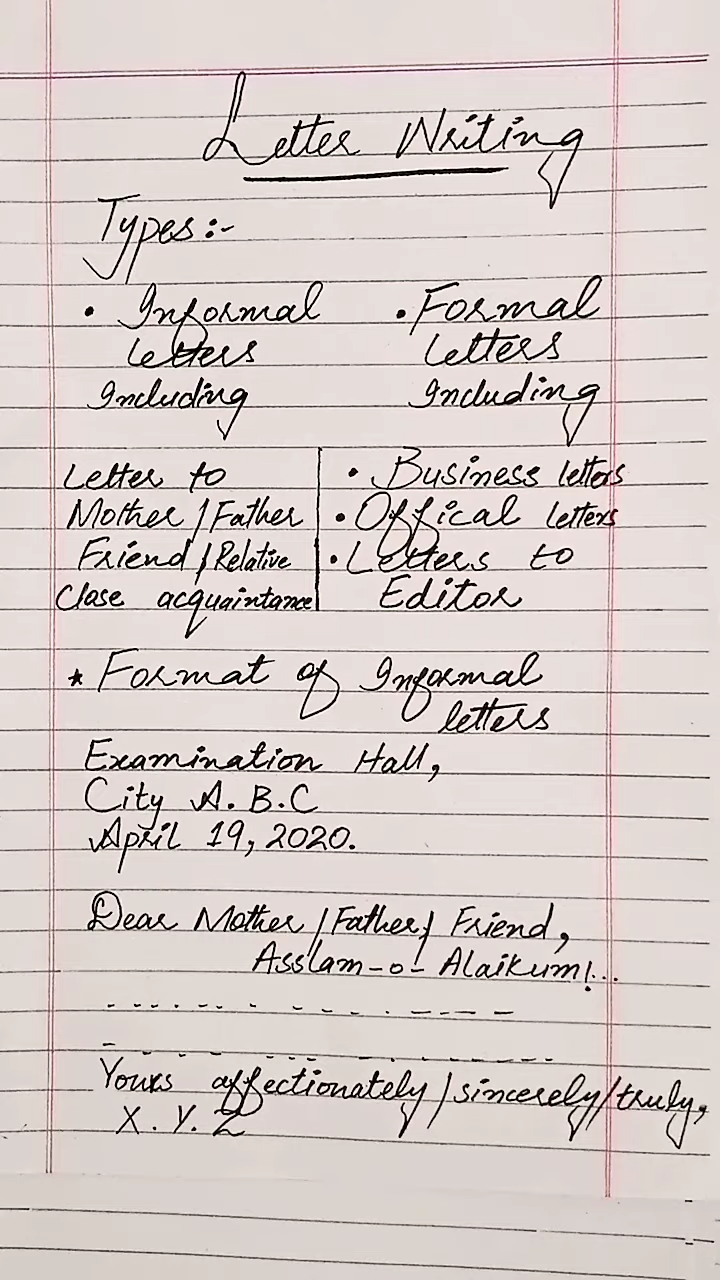 Letter Writing
Types:-
• Informal
letters
Including
• Formal
letters
Including
Letter to
Mother / Father
Friend / Relative
Close acquaintance
• Business letters
• Offical letters
• Letters to
Editor
* Format of Informal
letters
Examination Hall,
City A. B. C
April 19, 2020.
Dear Mother / Father / Friend,
Asslam-o-Alaikum!...
Yours affectionately / sincerely / truly,
X. Y. Z